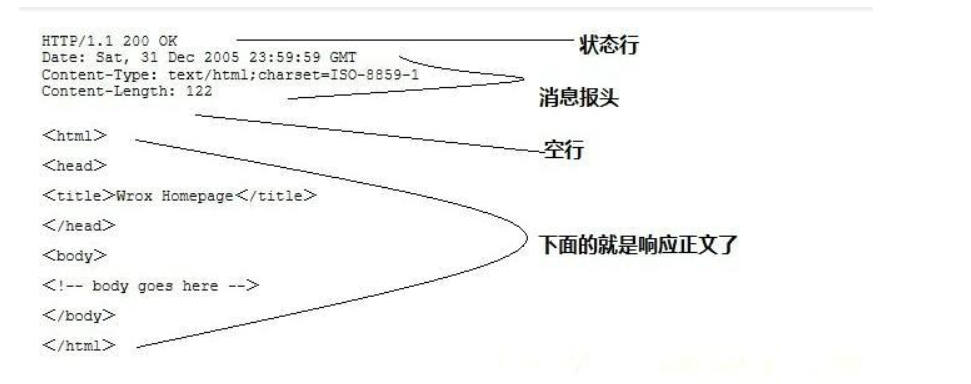 HTTP/1.1 200 OK
状态行
Date: Sat, 31 Dec 2005 23:59:59 GMT
Content-Type: text/html;charset=ISO-8859-1
Content-Length: 122
消息报头
空行
<html>
<head>
<title>Wrox Homepage</title>
</head>
下面的就是响应正文了
<body>
<!-- body goes here -->
</body>
</html>